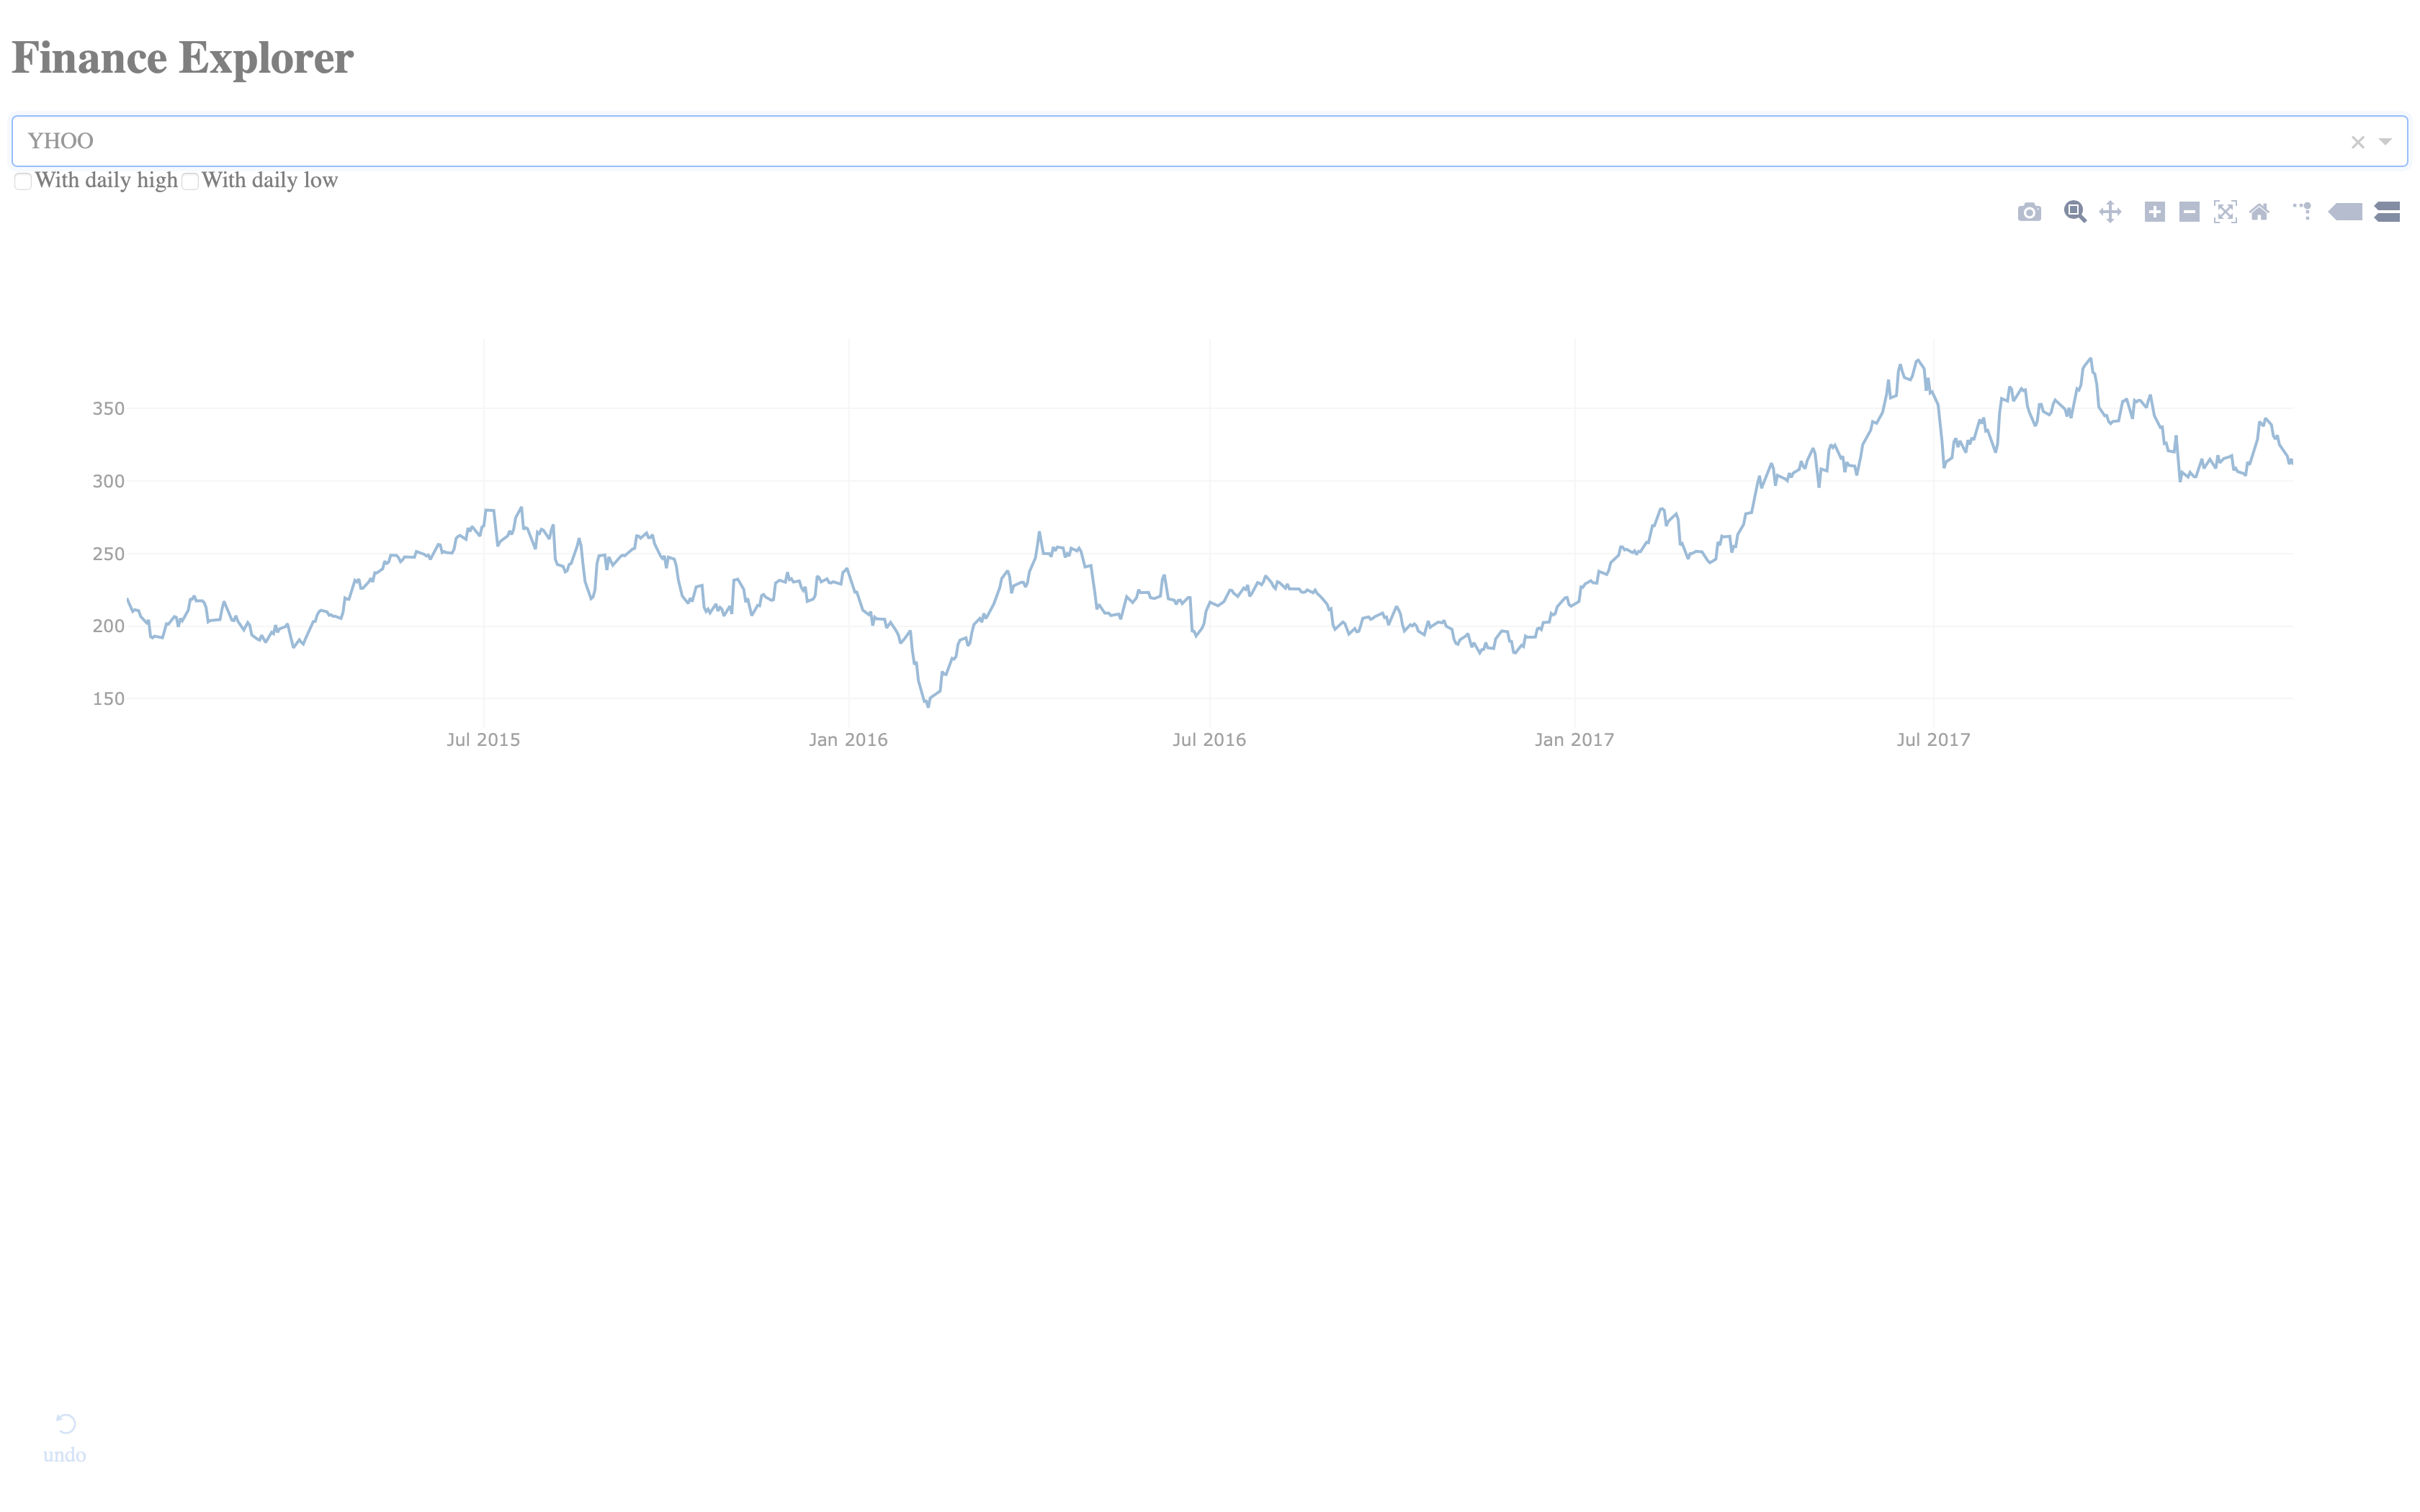 Finance Explorer
YHOO
With daily high With daily low
350
300
250
200
150
Jul 2015 Jan 2016 Jul 2016 Jan 2017 Jul 2017
undo